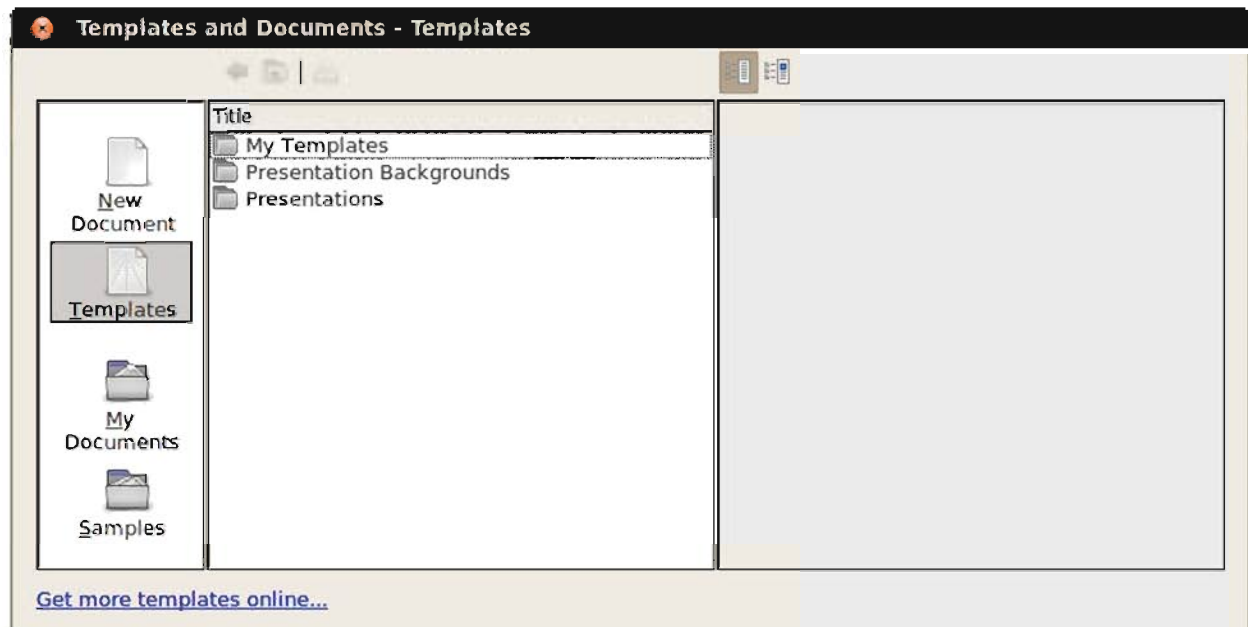 Templates and Documents - Templates
New
Document
Templates
My
Documents
Samples
Title
My Templates
Presentation Backgrounds
Presentations
Get more templates online...